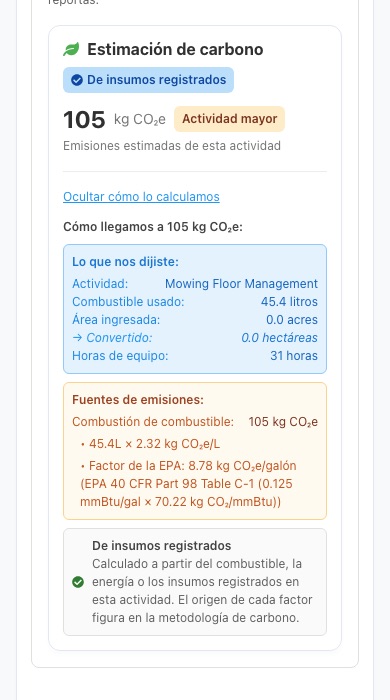 Estimación de carbono
De insumos registrados
105 kg CO₂e Actividad mayor
Emisiones estimadas de esta actividad
Ocultar cómo lo calculamos
Cómo llegamos a 105 kg CO₂e:
Lo que nos dijiste:
Actividad: Mowing Floor Management
Combustible usado: 45.4 litros
Área ingresada: 0.0 acres
→ Convertido: 0.0 hectáreas
Horas de equipo: 31 horas
Fuentes de emisiones:
Combustión de combustible: 105 kg CO₂e
• 45.4L × 2.32 kg CO₂e/L
• Factor de la EPA: 8.78 kg CO₂e/galón
(EPA 40 CFR Part 98 Table C-1 (0.125
mmBtu/gal × 70.22 kg CO₂/mmBtu))
De insumos registrados
Calculado a partir del combustible, la
energía o los insumos registrados en
esta actividad. El origen de cada factor
figura en la metodología de carbono.